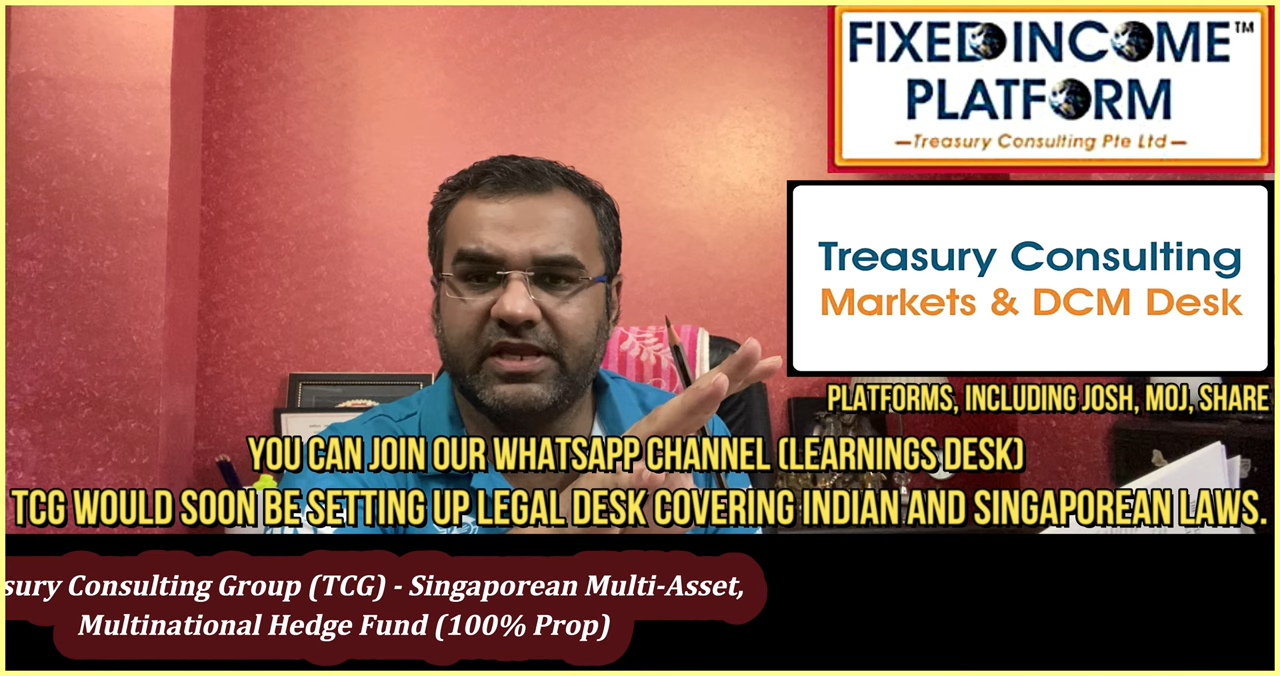 FIXED INCOME™
PLATFORM
—Treasury Consulting Pte Ltd—
Treasury Consulting
Markets & DCM Desk
PLATFORMS, INCLUDING JOSH, MOJ, SHARE
YOU CAN JOIN OUR WHATSAPP CHANNEL (LEARNINGS DESK)
TCG WOULD SOON BE SETTING UP LEGAL DESK COVERING INDIAN AND SINGAPOREAN LAWS.
sury Consulting Group (TCG) - Singaporean Multi-Asset,
Multinational Hedge Fund (100% Prop)